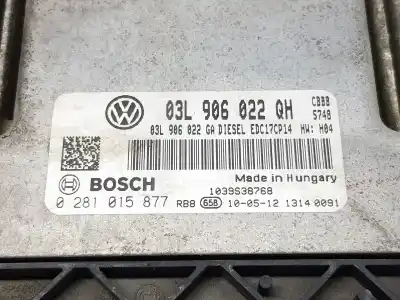 03L 906 022 QH CBBB
5748
03L 906 022 GA DIESEL EDC17CP14 HW: H04
Made in Hungary
BOSCH 1039S38768
0 281 015 877 RB8 658 10-05-12 1314 0091